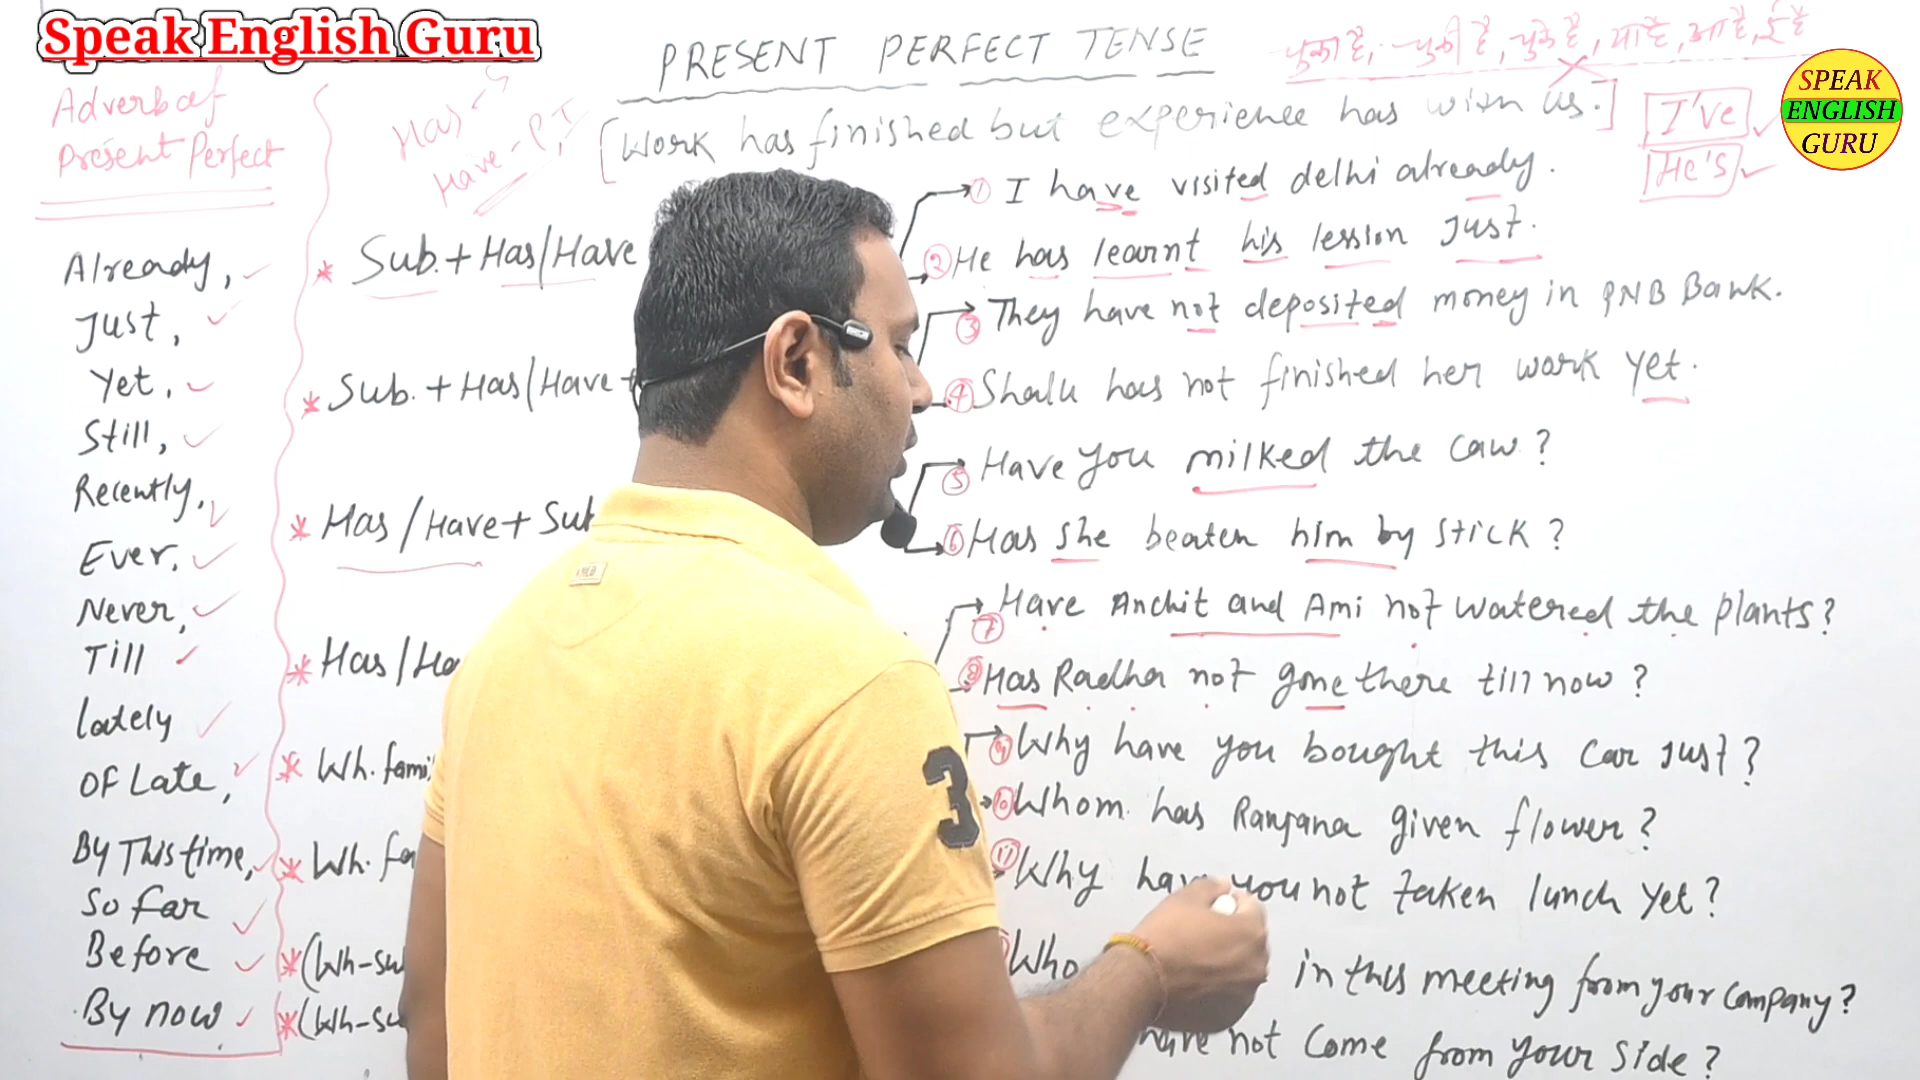 Speak English Guru
PRESENT PERFECT TENSE
चुका है, चुकी है, चुके हैं, या है, आ है, ई है
SPEAK
ENGLISH
GURU
Adverb of
Present Perfect
Has -
Have - P.T
[Work has finished but experience has with us.]
I've
He's
Already,
Just,
Yet,
Still,
Recently,
Ever,
Never,
Till
lately
OF Late,
By This time,
So far
Before
By now
* Sub. + Has/Have
* Sub. + Has/Have +
* Has/Have + Sub
* Has/Ha
* Wh. fami
* Wh. fa
* (Wh-su
* (Wh-su
① I have visited delhi already.
② He has learnt his lession Just.
③ They have not deposited money in PNB Bank.
④ Shalu has not finished her work yet.
⑤ Have you milked the caw?
⑥ Has she beaten him by stick?
⑦ Have Anchit and Ami not watered the plants?
⑧ Has Radha not gone there till now?
⑨ Why have you bought this car Just?
⑩ Whom has Ranjana given flower?
⑪ Why have you not taken lunch yet?
Who in this meeting from your company?
have not come from your side?
3